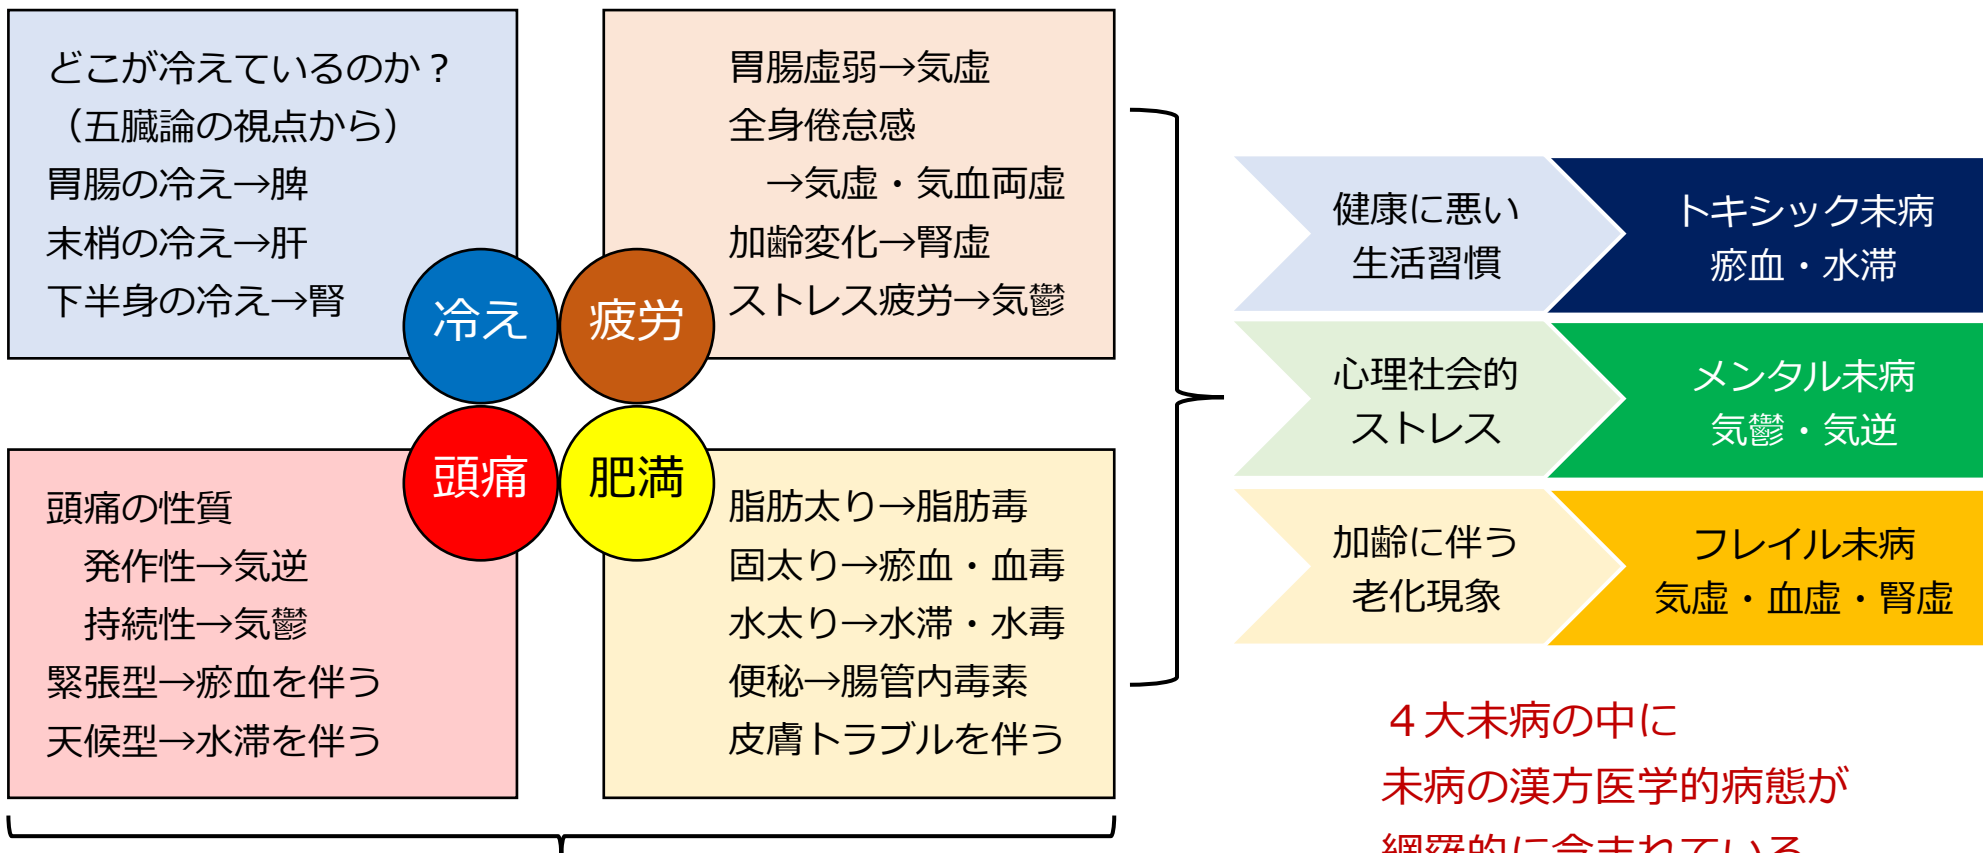 どこが冷えているのか？
（五臓論の視点から）
胃腸の冷え→脾
末梢の冷え→肝
下半身の冷え→腎
胃腸虚弱→気虚
全身倦怠感
→気虚・気血両虚
加齢変化→腎虚
ストレス疲労→気鬱
冷え
疲労
頭痛
肥満
頭痛の性質
発作性→気逆
持続性→気鬱
緊張型→瘀血を伴う
天候型→水滞を伴う
脂肪太り→脂肪毒
固太り→瘀血・血毒
水太り→水滞・水毒
便秘→腸管内毒素
皮膚トラブルを伴う
健康に悪い
生活習慣
トキシック未病
瘀血・水滞
心理社会的
ストレス
メンタル未病
気鬱・気逆
加齢に伴う
老化現象
フレイル未病
気虚・血虚・腎虚
４大未病の中に
未病の漢方医学的病態が
網羅的に含まれている